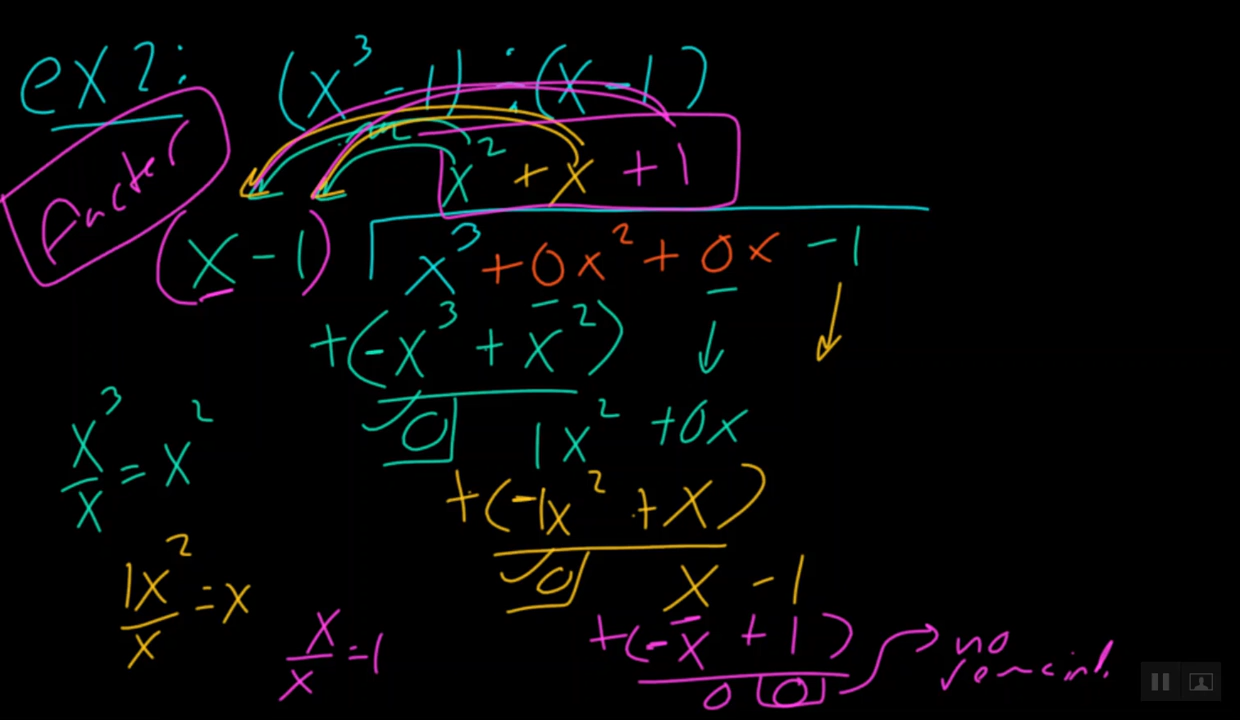 ex 2: (x³ - 1) ÷ (x - 1)
Factor
x² + x + 1
(x - 1) x³ + 0x² + 0x - 1
+(-x³ + x²)
0 1x² + 0x
x³/x = x²
+(-1x² + x)
0 x - 1
1x²/x = x
+(-x + 1)
x/x = 1
0 0
no
remaind.